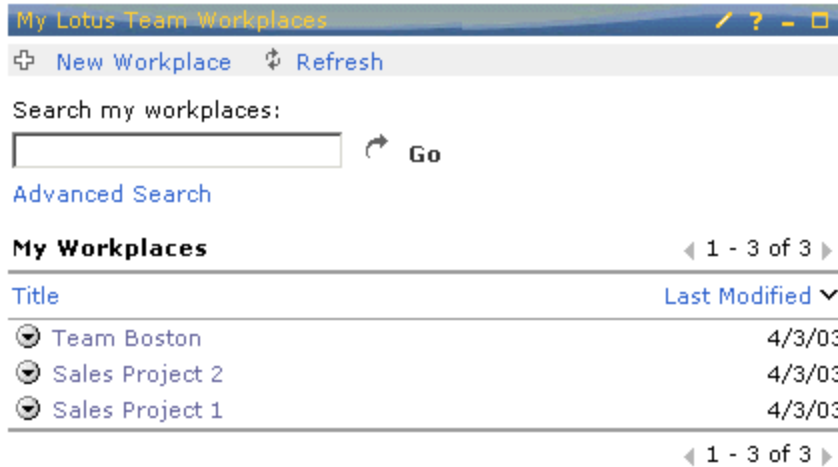 My Lotus Team Workplaces ?
New Workplace Refresh
Search my workplaces:
Go
Advanced Search
My Workplaces 1 - 3 of 3
Title Last Modified
Team Boston 4/3/03
Sales Project 2 4/3/03
Sales Project 1 4/3/03
1 - 3 of 3